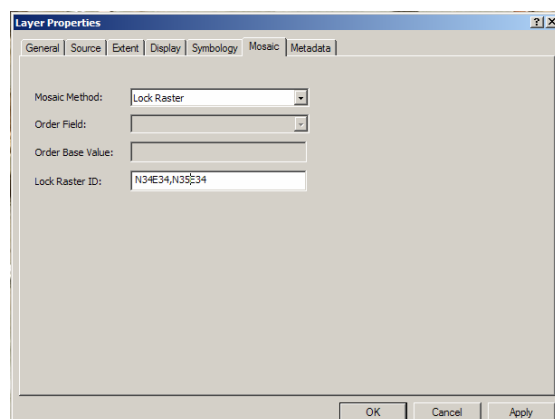 Layer Properties
General Source Extent Display Symbology Mosaic Metadata
Mosaic Method: Lock Raster
Order Field:
Order Base Value:
Lock Raster ID: N34E34,N35E34
OK Cancel Apply